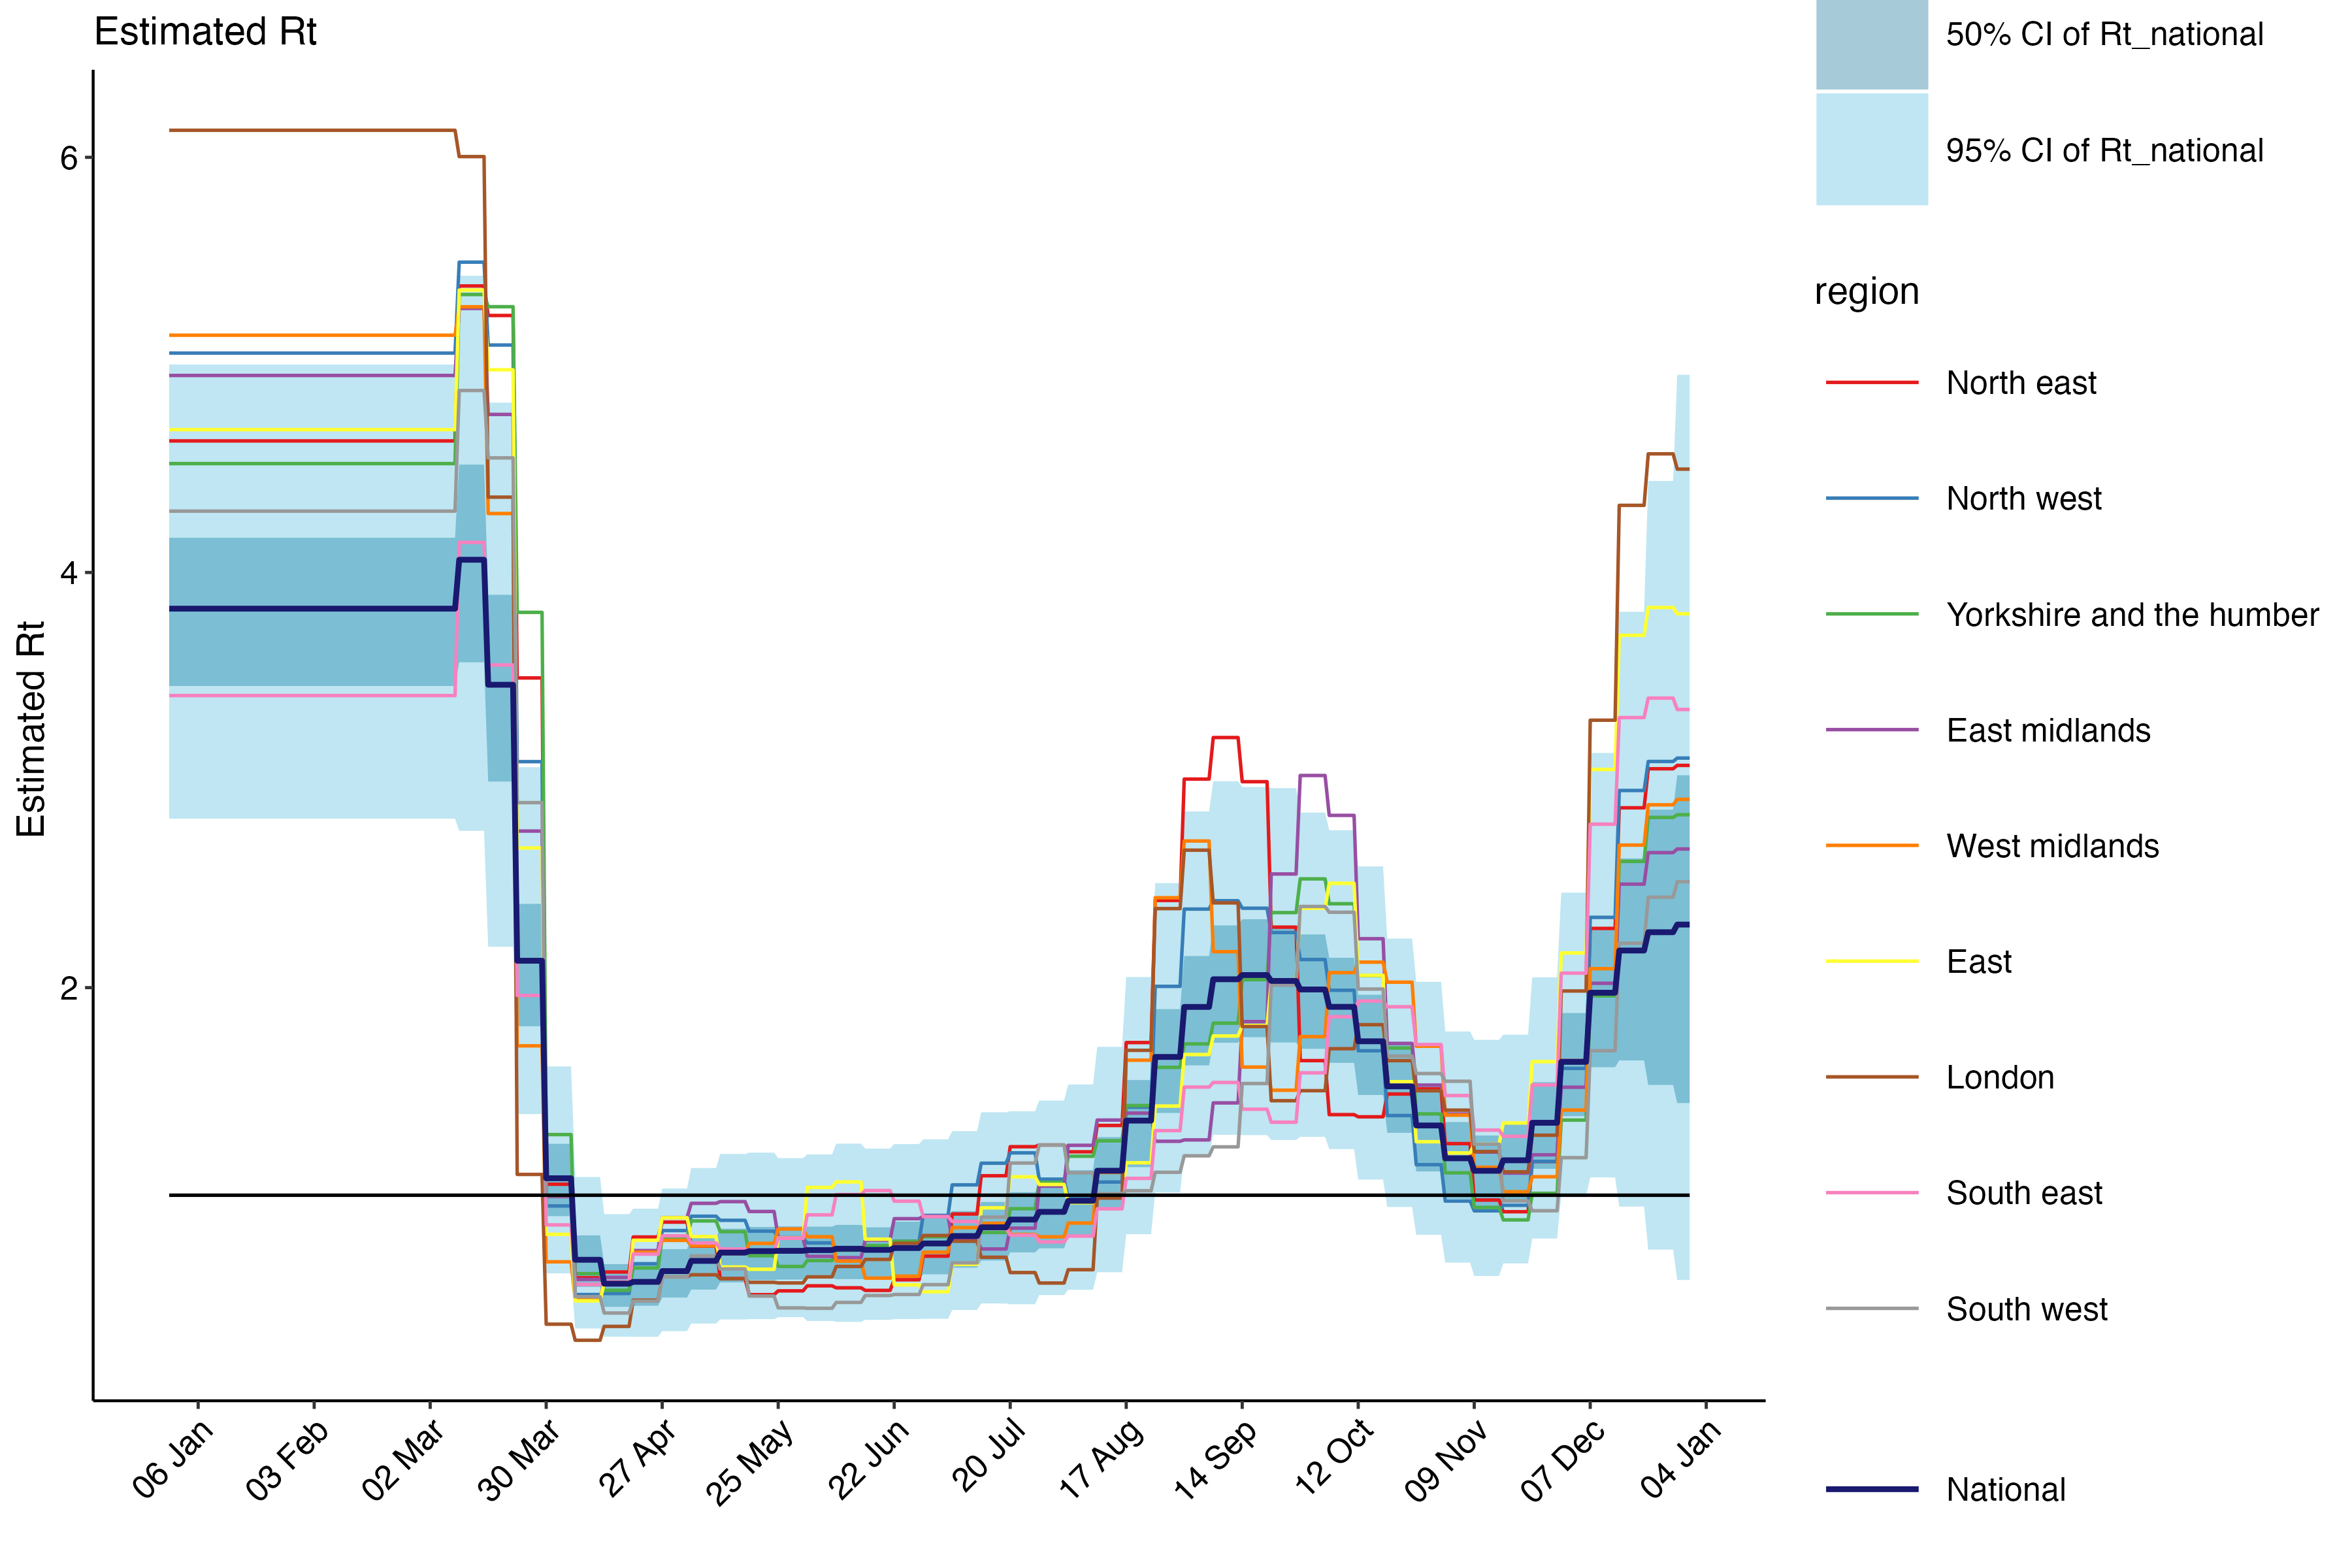 Estimated Rt
Estimated Rt
6
4
2
06 Jan
03 Feb
02 Mar
30 Mar
27 Apr
25 May
22 Jun
20 Jul
17 Aug
14 Sep
12 Oct
09 Nov
07 Dec
04 Jan
50% CI of Rt_national
95% CI of Rt_national
region
North east
North west
Yorkshire and the humber
East midlands
West midlands
East
London
South east
South west
National